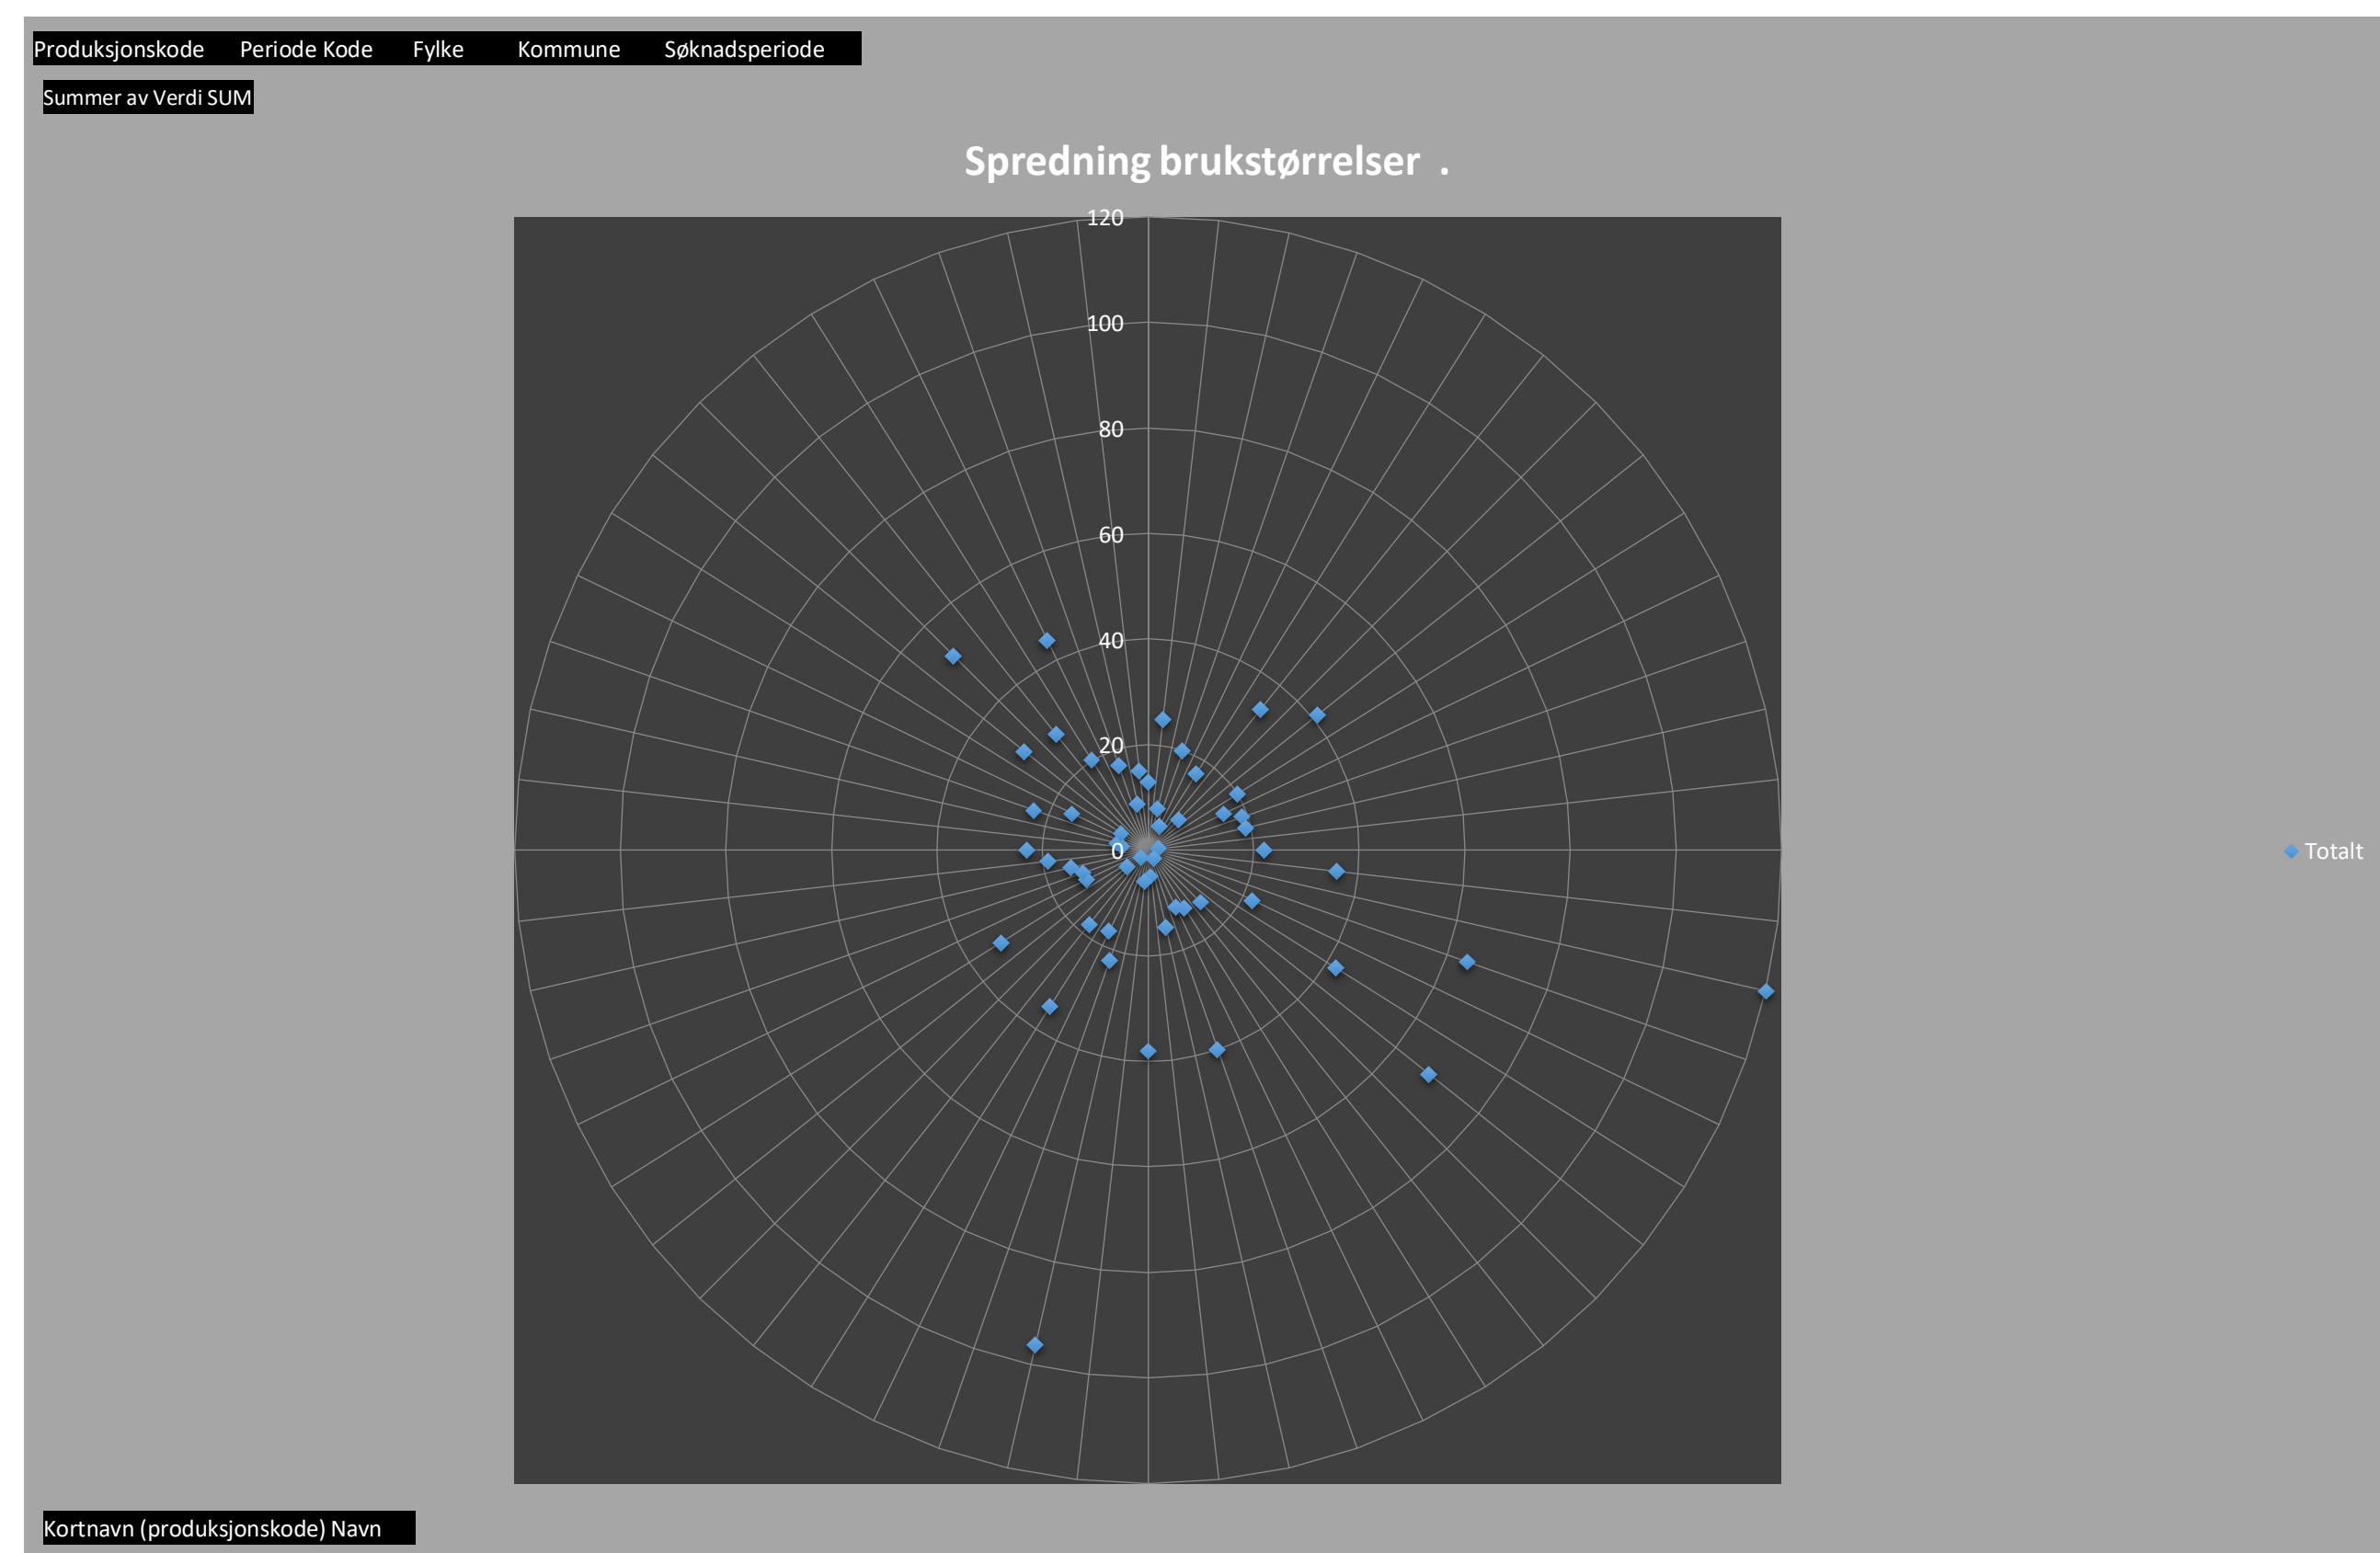 Produksjonskode Periode Kode Fylke Kommune Søknadsperiode
Summer av Verdi SUM
Spredning brukstørrelser .
120
100
80
60
40
20
0
Totalt
Kortnavn (produksjonskode) Navn